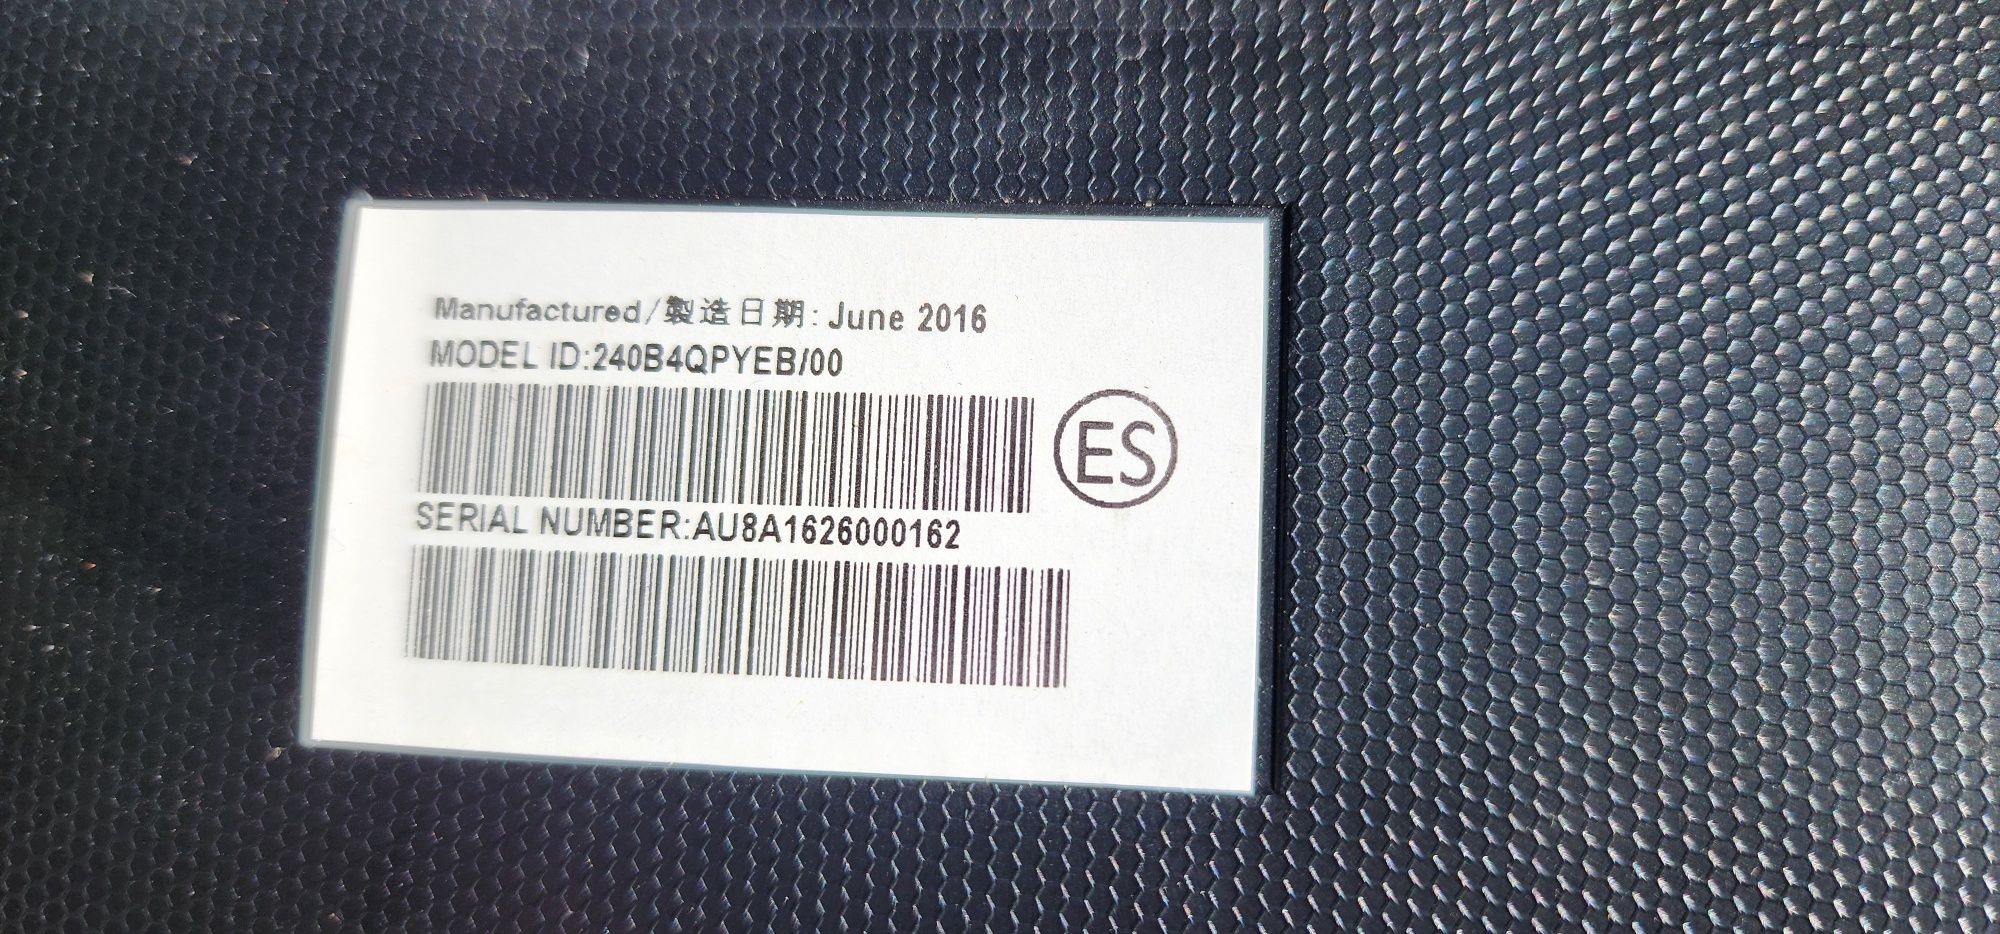 Manufactured/製造日期: June 2016
MODEL ID:240B4QPYEB/00
ES
SERIAL NUMBER:AU8A1626000162